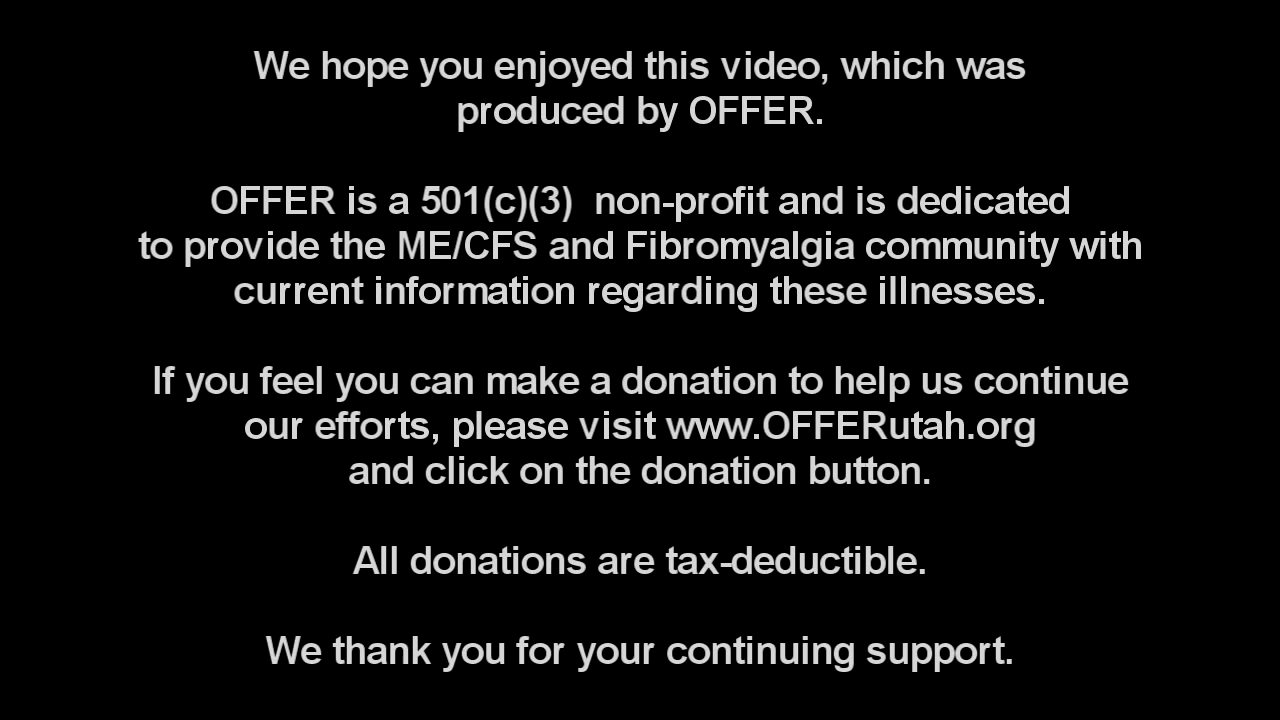 We hope you enjoyed this video, which was
produced by OFFER.
OFFER is a 501(c)(3)  non-profit and is dedicated
to provide the ME/CFS and Fibromyalgia community with
current information regarding these illnesses.
If you feel you can make a donation to help us continue
our efforts, please visit www.OFFERutah.org
and click on the donation button.
All donations are tax-deductible.
We thank you for your continuing support.